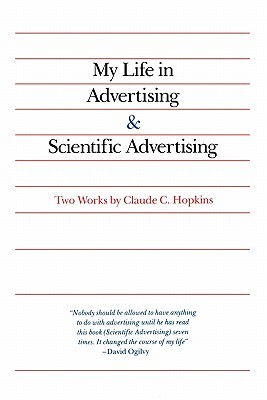 My Life in
Advertising
&
Scientific Advertising
Two Works by Claude C. Hopkins
"Nobody should be allowed to have anything
to do with advertising until he has read
this book (Scientific Advertising) seven
times. It changed the course of my life"
—David Ogilvy